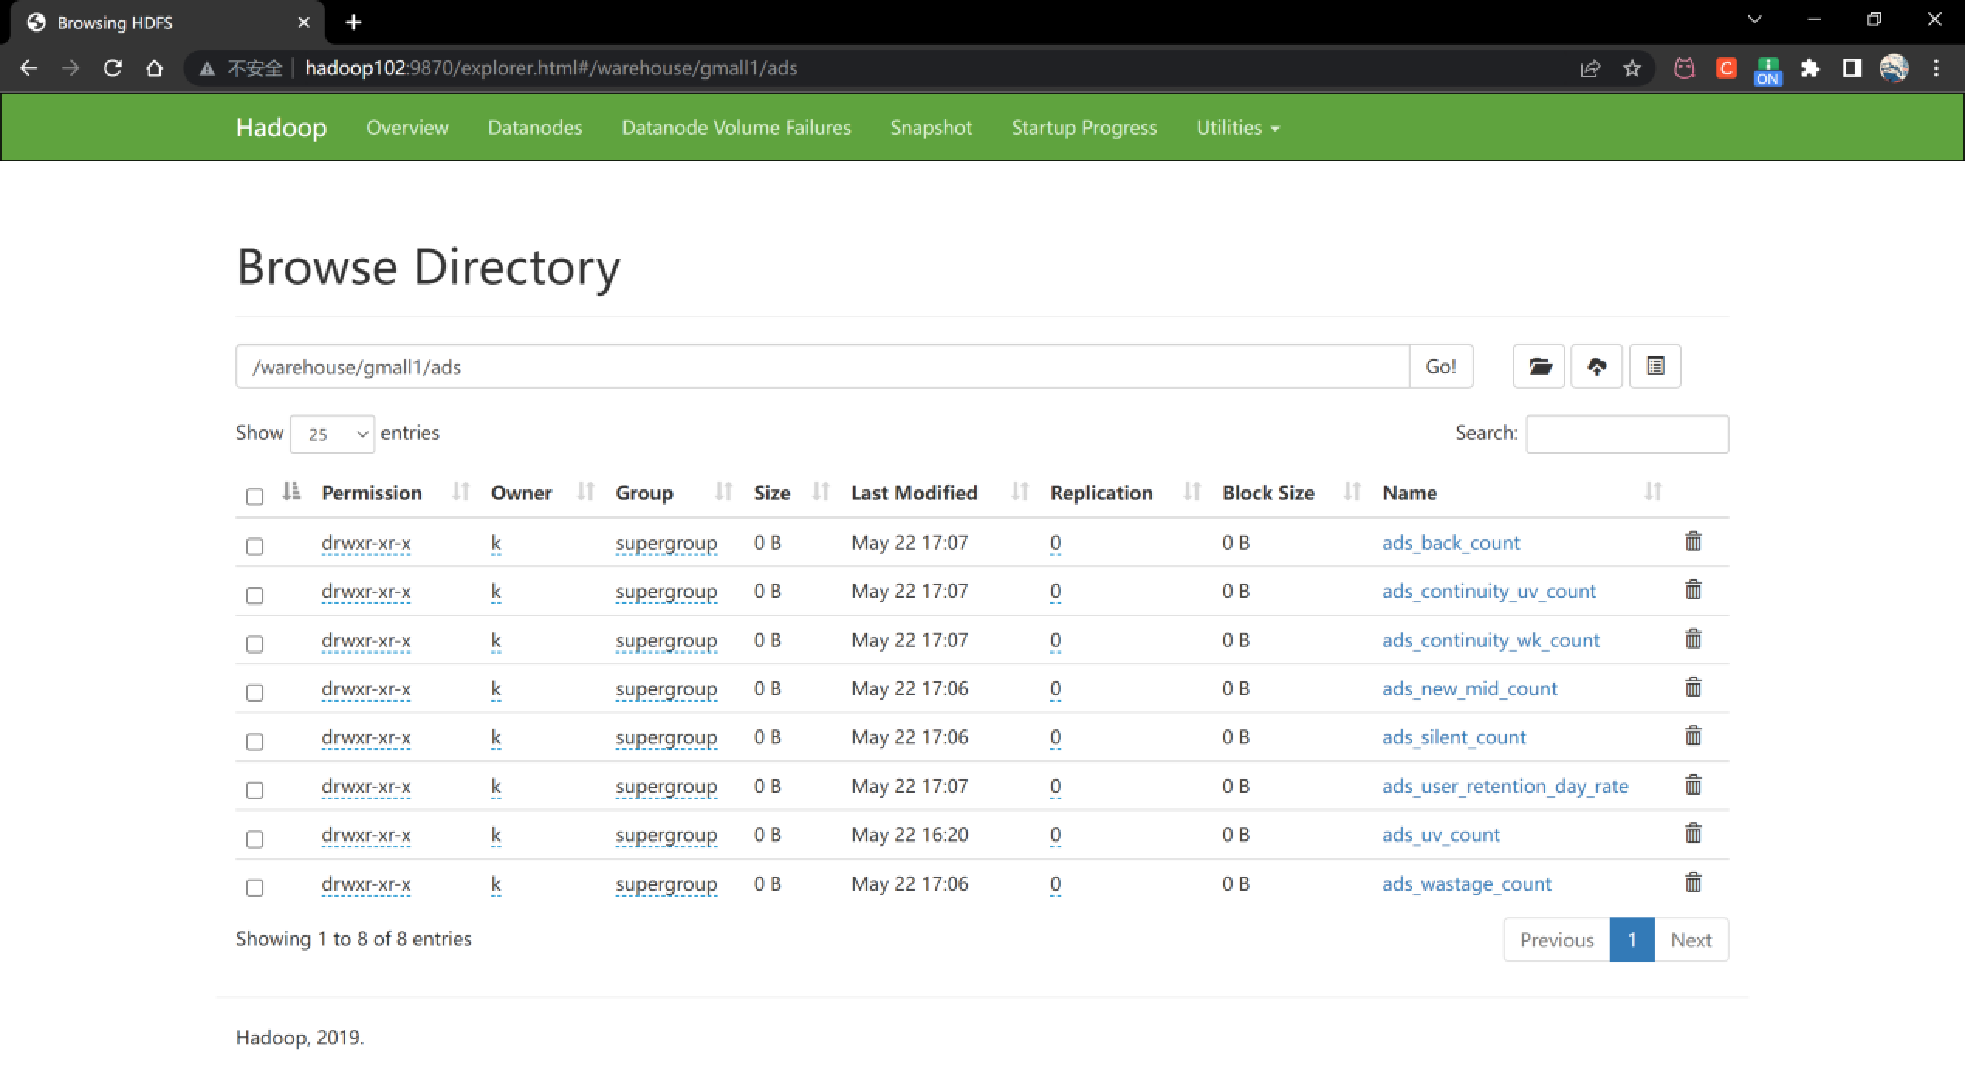 Browsing HDFS
不安全 hadoop102:9870/explorer.html#/warehouse/gmall1/ads
C
ON
Hadoop Overview Datanodes Datanode Volume Failures Snapshot Startup Progress Utilities
Browse Directory
/warehouse/gmall1/ads Go!
Show 25 entries Search:
Permission Owner Group Size Last Modified Replication Block Size Name
drwxr-xr-x k supergroup 0 B May 22 17:07 0 0 B ads_back_count
drwxr-xr-x k supergroup 0 B May 22 17:07 0 0 B ads_continuity_uv_count
drwxr-xr-x k supergroup 0 B May 22 17:07 0 0 B ads_continuity_wk_count
drwxr-xr-x k supergroup 0 B May 22 17:06 0 0 B ads_new_mid_count
drwxr-xr-x k supergroup 0 B May 22 17:06 0 0 B ads_silent_count
drwxr-xr-x k supergroup 0 B May 22 17:07 0 0 B ads_user_retention_day_rate
drwxr-xr-x k supergroup 0 B May 22 16:20 0 0 B ads_uv_count
drwxr-xr-x k supergroup 0 B May 22 17:06 0 0 B ads_wastage_count
Showing 1 to 8 of 8 entries Previous 1 Next
Hadoop, 2019.